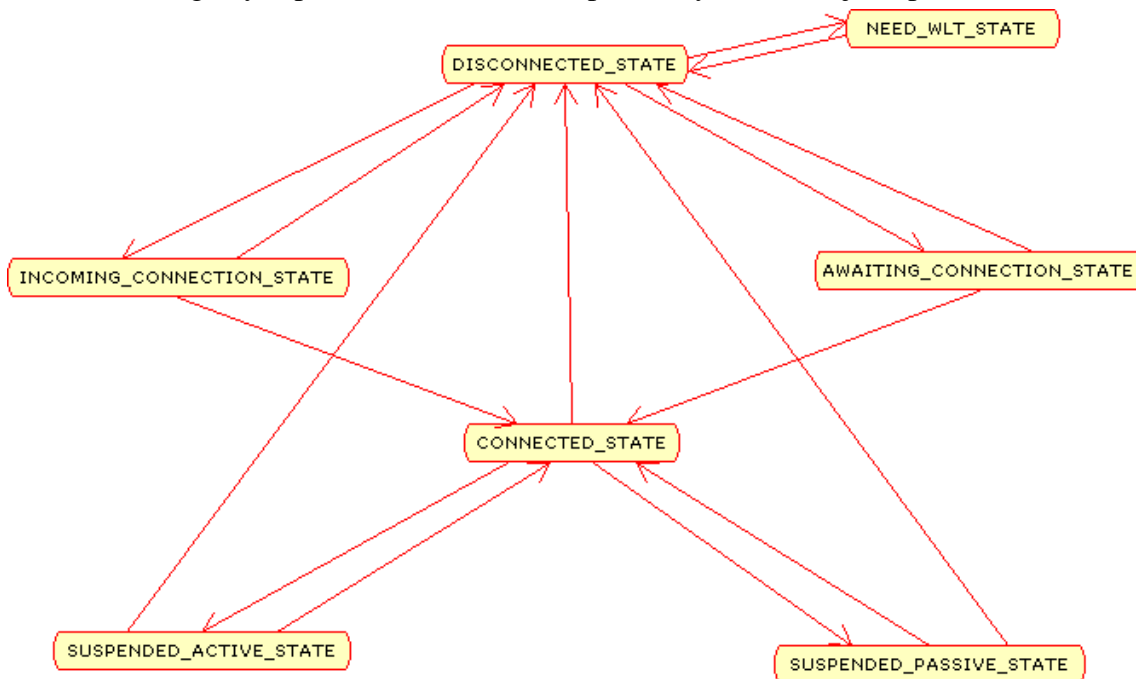 NEED_WLT_STATE
DISCONNECTED_STATE
INCOMING_CONNECTION_STATE
AWAITING_CONNECTION_STATE
CONNECTED_STATE
SUSPENDED_ACTIVE_STATE
SUSPENDED_PASSIVE_STATE